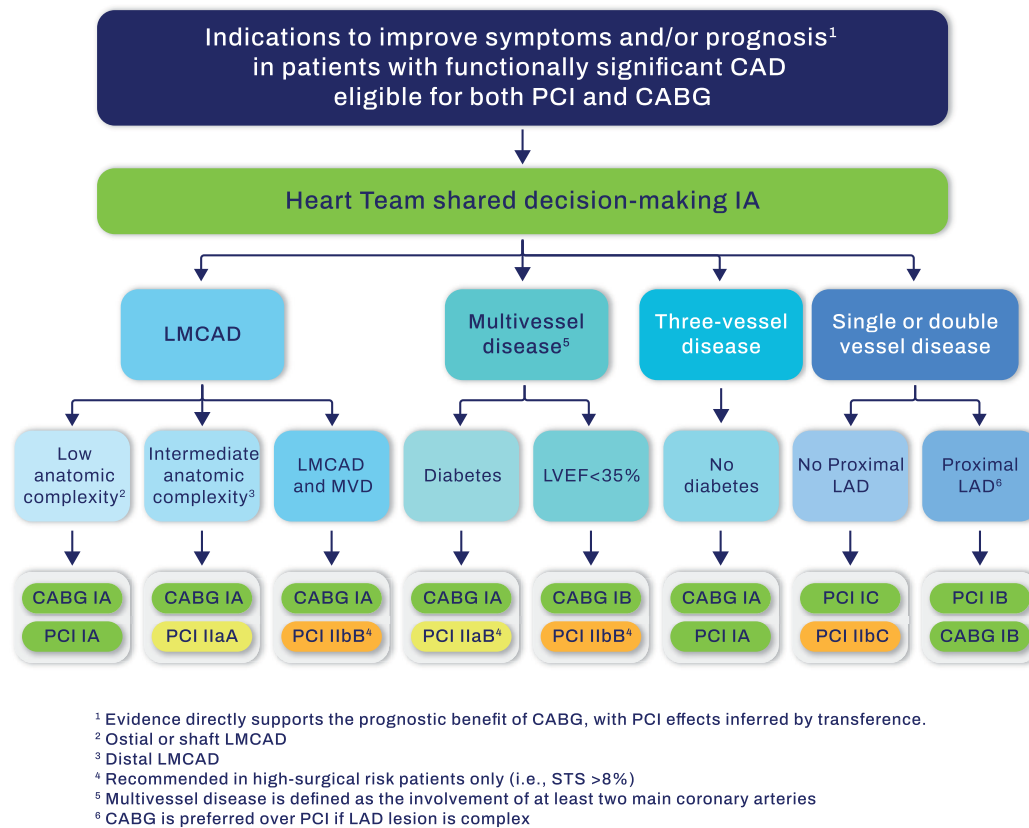 Indications to improve symptoms and/or prognosis¹
in patients with functionally significant CAD
eligible for both PCI and CABG
Heart Team shared decision-making IA
LMCAD
Multivessel
disease⁵
Three-vessel
disease
Single or double
vessel disease
Low
anatomic
complexity²
Intermediate
anatomic
complexity³
LMCAD
and MVD
Diabetes
LVEF<35%
No
diabetes
No Proximal
LAD
Proximal
LAD⁶
CABG IA
PCI IA
CABG IA
PCI IIaA
CABG IA
PCI IIbB⁴
CABG IA
PCI IIaB⁴
CABG IB
PCI IIbB⁴
CABG IA
PCI IA
PCI IC
PCI IIbC
PCI IB
CABG IB
¹ Evidence directly supports the prognostic benefit of CABG, with PCI effects inferred by transference.
² Ostial or shaft LMCAD
³ Distal LMCAD
⁴ Recommended in high-surgical risk patients only (i.e., STS >8%)
⁵ Multivessel disease is defined as the involvement of at least two main coronary arteries
⁶ CABG is preferred over PCI if LAD lesion is complex